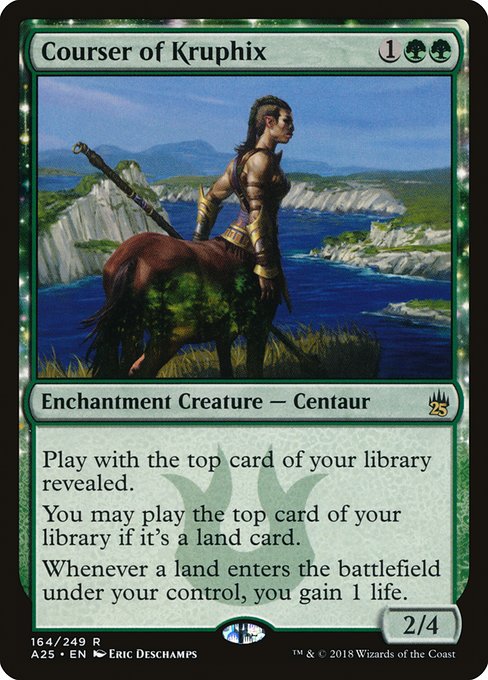 Courser of Kruphix 1
Enchantment Creature — Centaur
25
Play with the top card of your library
revealed.
You may play the top card of your
library if it's a land card.
Whenever a land enters the battlefield
under your control, you gain 1 life.
2/4
164/249 R
A25 • EN Eric Deschamps
™ & © 2018 Wizards of the Coast